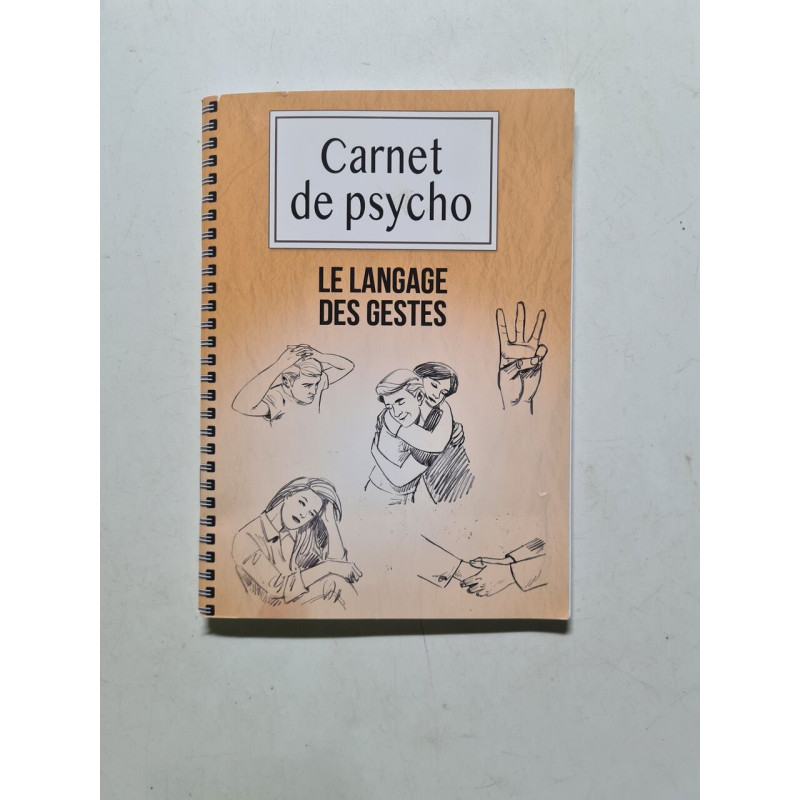 Carnet
de psycho
LE LANGAGE
DES GESTES